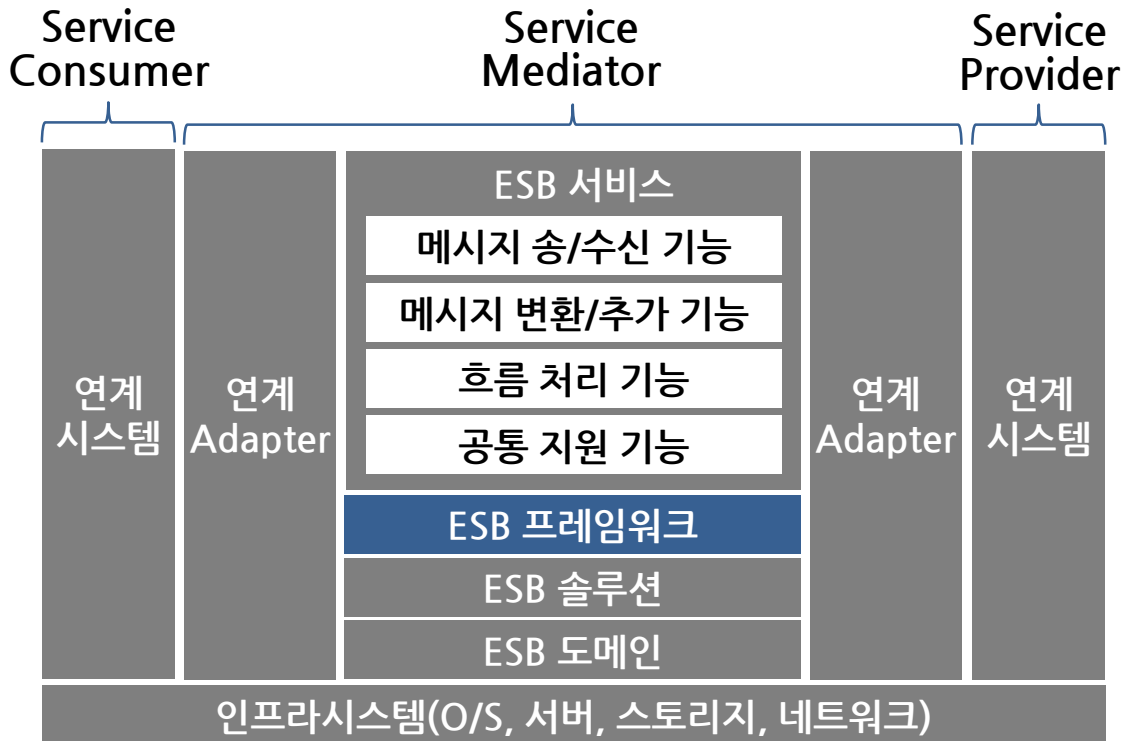 Service
Consumer
Service
Mediator
Service
Provider
연계
시스템
연계
Adapter
ESB 서비스
메시지 송/수신 기능
메시지 변환/추가 기능
흐름 처리 기능
공통 지원 기능
ESB 프레임워크
ESB 솔루션
ESB 도메인
연계
Adapter
연계
시스템
인프라시스템(O/S, 서버, 스토리지, 네트워크)